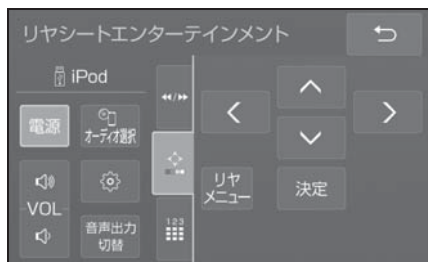 リヤシートエンターテインメント
iPod
電源
オーディオ選択
VOL
音声出力
切替
123
リヤ
メニュー
決定